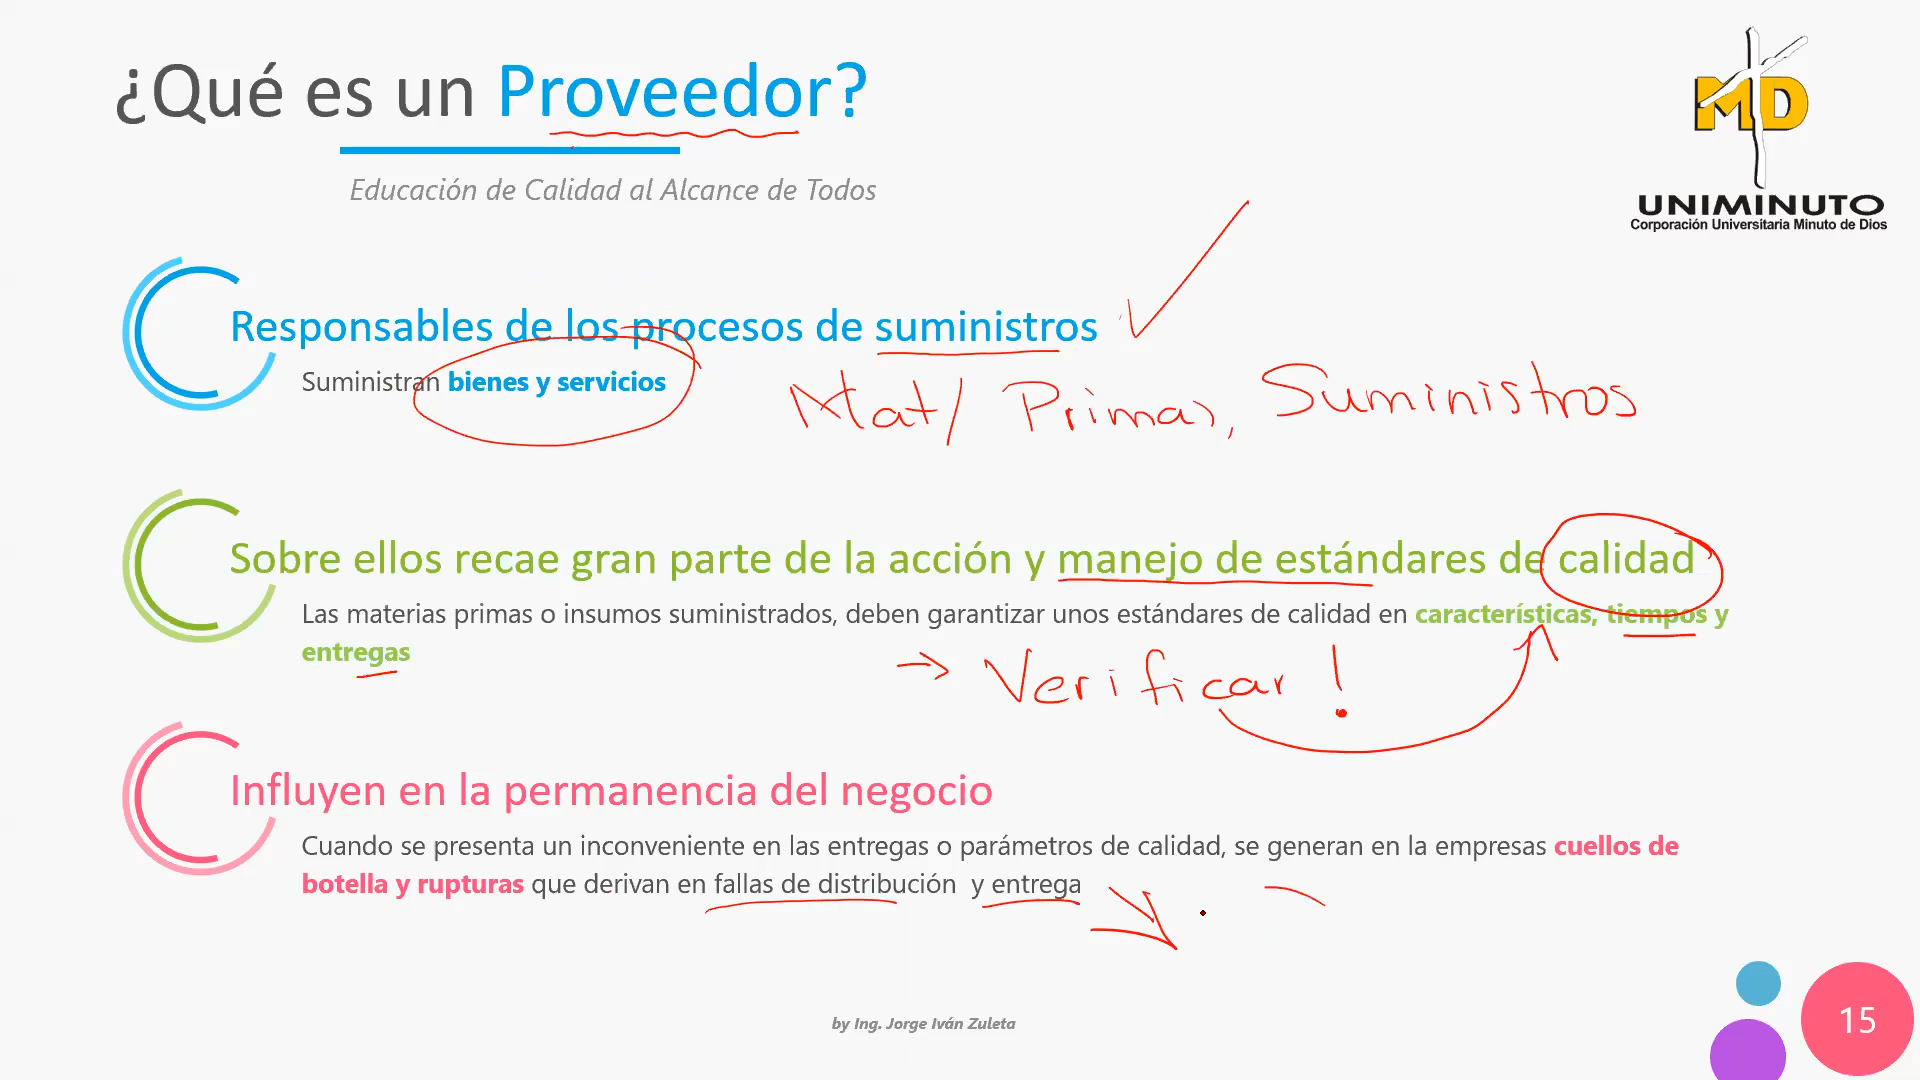 ¿Qué es un Proveedor?
Educación de Calidad al Alcance de Todos
MD
UNIMINUTO
Corporación Universitaria Minuto de Dios
Responsables de los procesos de suministros
Suministran bienes y servicios
Mat/ Primas, Suministros
Sobre ellos recae gran parte de la acción y manejo de estándares de calidad
Las materias primas o insumos suministrados, deben garantizar unos estándares de calidad en características, tiempos y
entregas
→ Verificar !
Influyen en la permanencia del negocio
Cuando se presenta un inconveniente en las entregas o parámetros de calidad, se generan en la empresas cuellos de
botella y rupturas que derivan en fallas de distribución y entrega
by Ing. Jorge Iván Zuleta
15